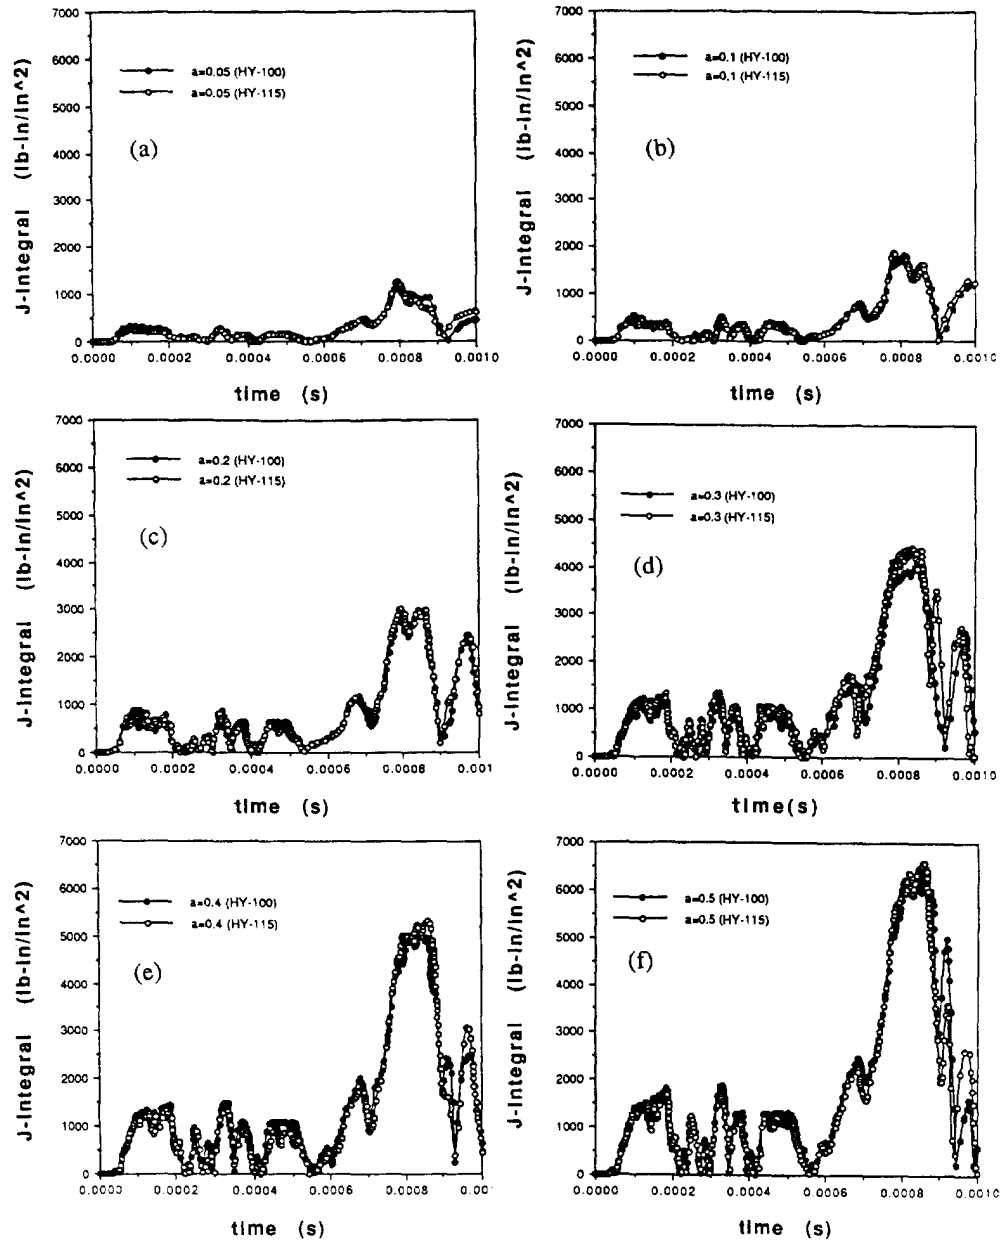 7000
6000
5000
4000
3000
2000
1000
0
J-Integral (lb-in/in^2)
a=0.05 (HY-100)
a=0.05 (HY-115)
(a)
0.0000 0.0002 0.0004 0.0006 0.0008 0.0010
time (s)
7000
6000
5000
4000
3000
2000
1000
0
J-Integral (lb-in/in^2)
a=0.1 (HY-100)
a=0.1 (HY-115)
(b)
0.0000 0.0002 0.0004 0.0006 0.0008 0.0010
time (s)
7000
6000
5000
4000
3000
2000
1000
0
J-Integral (lb-in/in^2)
a=0.2 (HY-100)
a=0.2 (HY-115)
(c)
0.0000 0.0002 0.0004 0.0006 0.0008 0.001
time (s)
7000
6000
5000
4000
3000
2000
1000
0
J-Integral (lb-in/in^2)
a=0.3 (HY-100)
a=0.3 (HY-115)
(d)
0.0000 0.0002 0.0004 0.0006 0.0008 0.0010
time(s)
7000
6000
5000
4000
3000
2000
1000
0
J-Integral (lb-in/in^2)
a=0.4 (HY-100)
a=0.4 (HY-115)
(e)
0.0000 0.0002 0.0004 0.0006 0.0008 0.001
time (s)
7000
6000
5000
4000
3000
2000
1000
0
J-Integral (lb-in/in^2)
a=0.5 (HY-100)
a=0.5 (HY-115)
(f)
0.0000 0.0002 0.0004 0.0006 0.0008 0.0010
time (s)